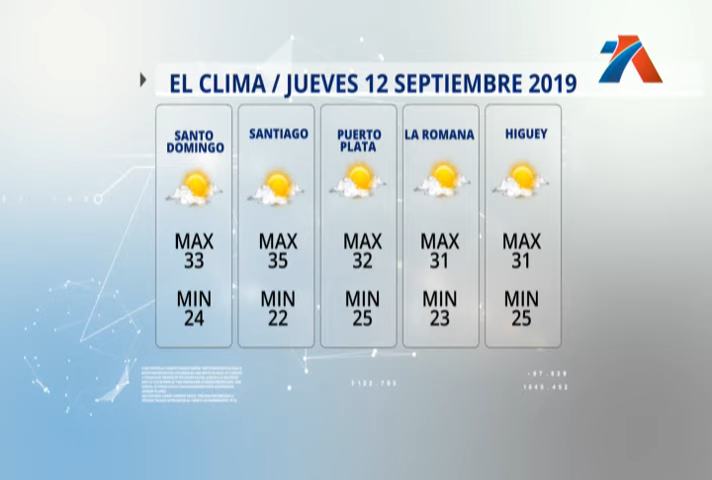 EL CLIMA / JUEVES 12 SEPTIEMBRE 2019
SANTO
DOMINGO
MAX
33
MIN
24
SANTIAGO
MAX
35
MIN
22
PUERTO
PLATA
MAX
32
MIN
25
LA ROMANA
MAX
31
MIN
23
HIGUEY
MAX
31
MIN
25